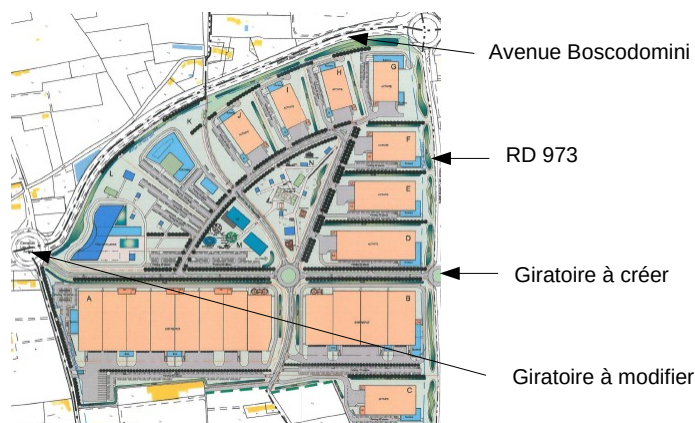 Avenue Boscodomini
H
G
I
J
K
F
RD 973
N
L
E
D
Giratoire à créer
A
B
Giratoire à modifier
C